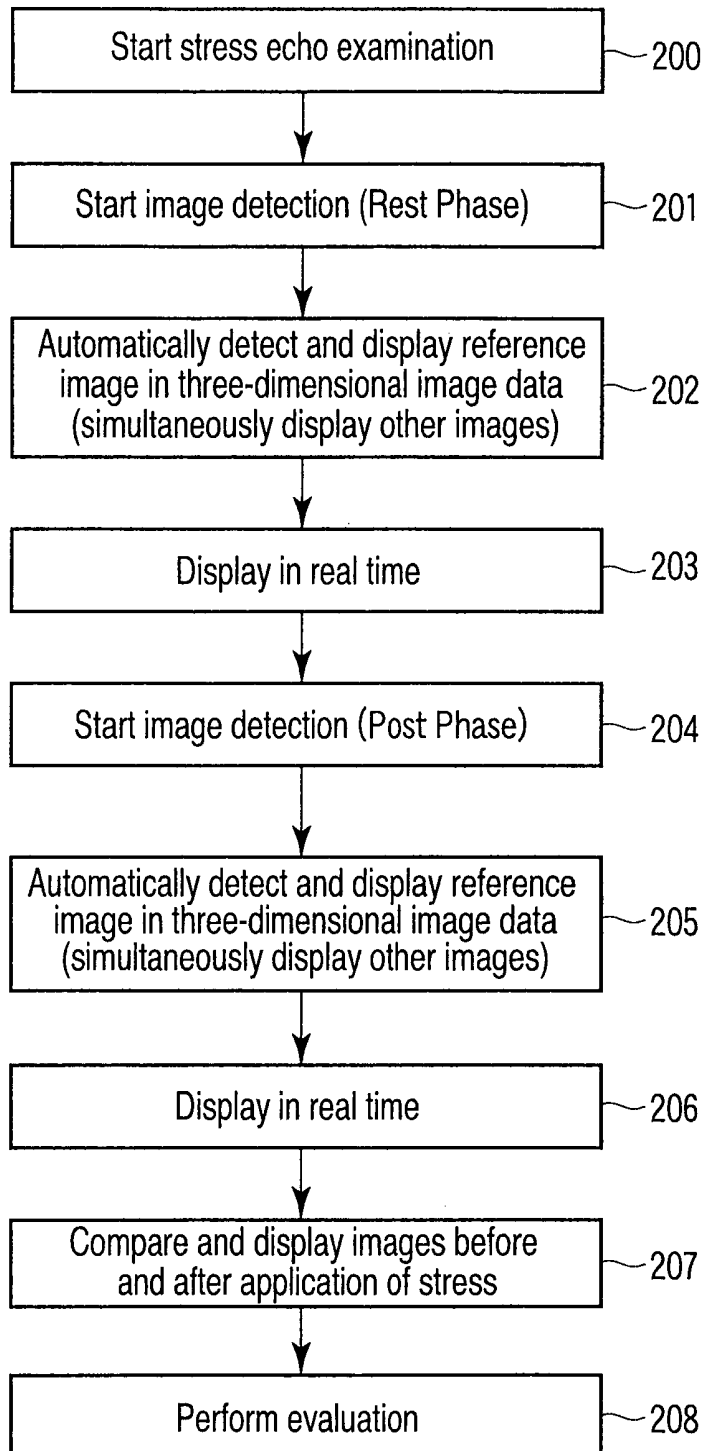 Start stress echo examination
200
Start image detection (Rest Phase)
201
Automatically detect and display reference
image in three-dimensional image data
(simultaneously display other images)
202
Display in real time
203
Start image detection (Post Phase)
204
Automatically detect and display reference
image in three-dimensional image data
(simultaneously display other images)
205
Display in real time
206
Compare and display images before
and after application of stress
207
Perform evaluation
208